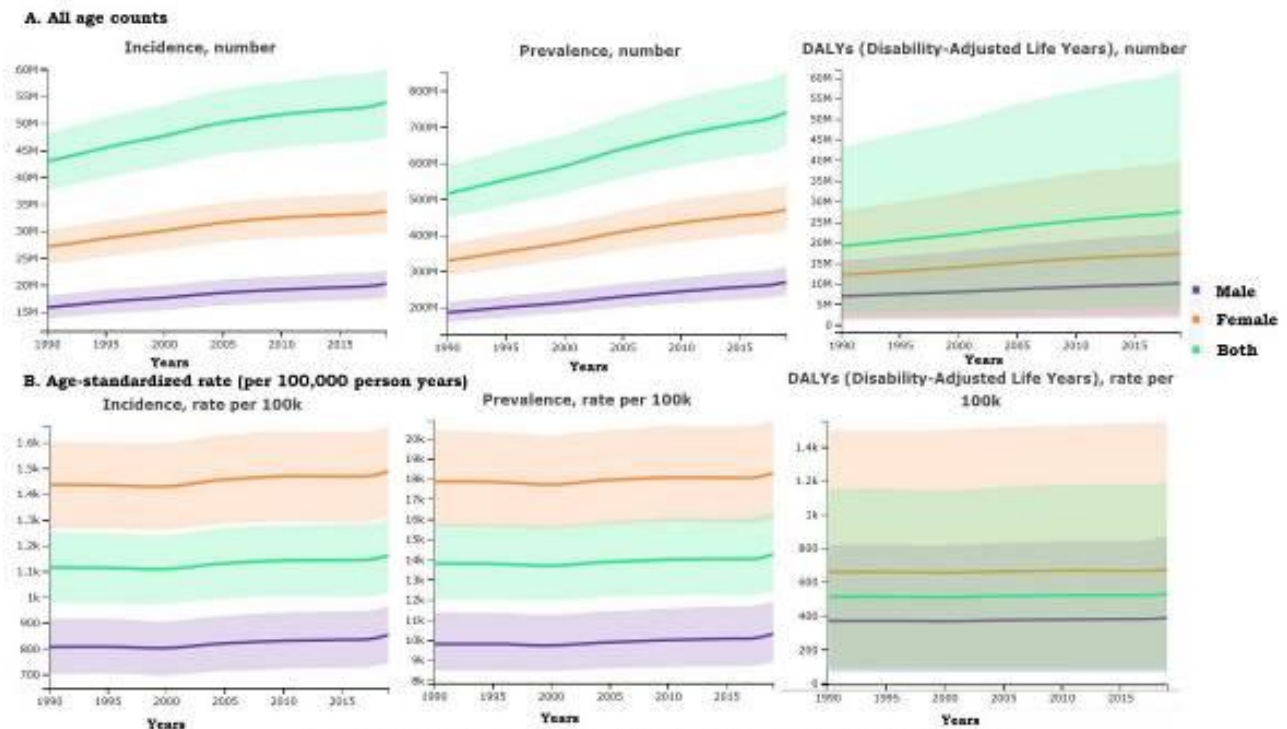 A. All age counts
Incidence, number
60M
50M
45M
40M
35M
30M
25M
20M
15M
1990 1995 2000 2005 2010 2015
Years
Prevalence, number
800M
700M
600M
500M
400M
300M
200M
1990 1995 2000 2005 2010 2015
Years
DALYs (Disability-Adjusted Life Years), number
60M
55M
50M
45M
40M
35M
30M
25M
20M
15M
10M
5M
0
1990 1995 2000 2005 2010 2015
Years
Male
Female
Both
B. Age-standardized rate (per 100,000 person years)
Incidence, rate per 100k
1.6k
1.5k
1.4k
1.3k
1.2k
1.1k
1k
900
800
700
1990 1995 2000 2005 2010 2015
Years
Prevalence, rate per 100k
20k
19k
18k
17k
16k
15k
14k
13k
12k
11k
10k
9k
8k
1990 1995 2000 2005 2010 2015
Years
DALYs (Disability-Adjusted Life Years), rate per
100k
1.4k
1.2k
1k
800
600
400
200
0
1990 1995 2000 2005 2010 2015
Years